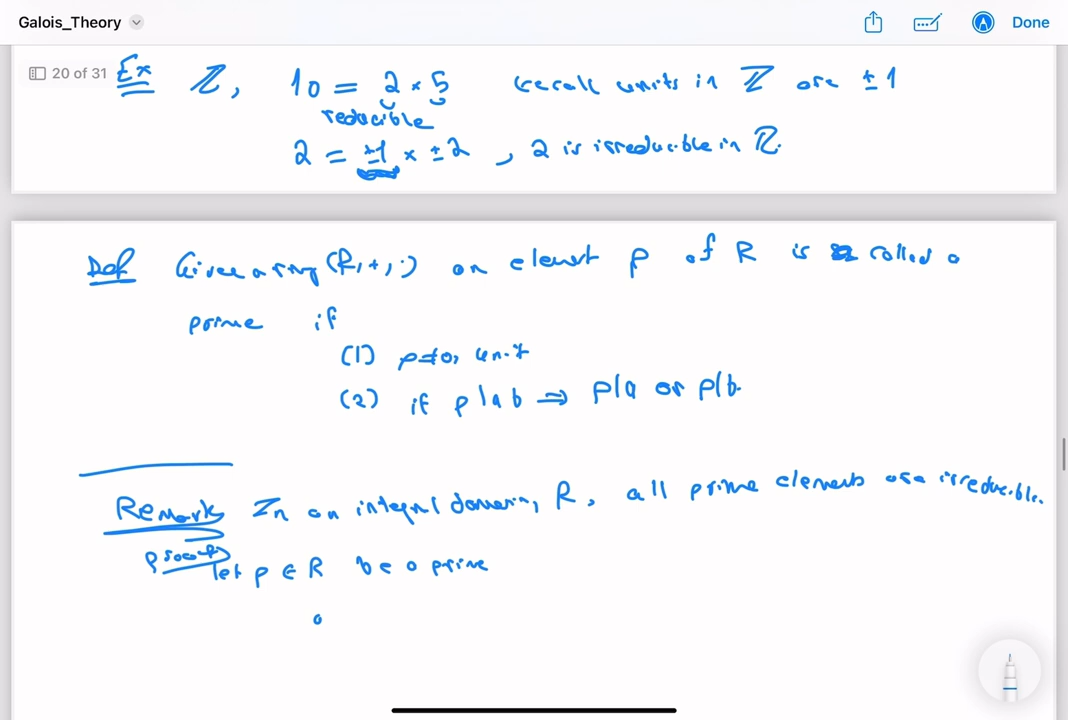 Galois_Theory
Done
20 of 31
Ex ℤ, 10 = 2 × 5 recall units in ℤ are ±1
reducible
2 = ±1 × ±2 , 2 is irreducible in ℤ.
Def Given a ring (R,+,·) an element p of R is called a
prime if
(1) p≠0, unit
(2) if p|ab ⇒ p|a or p|b.
Remark In an integral domain, R, all prime elements are irreducible.
proof
let p ∈ R be a prime